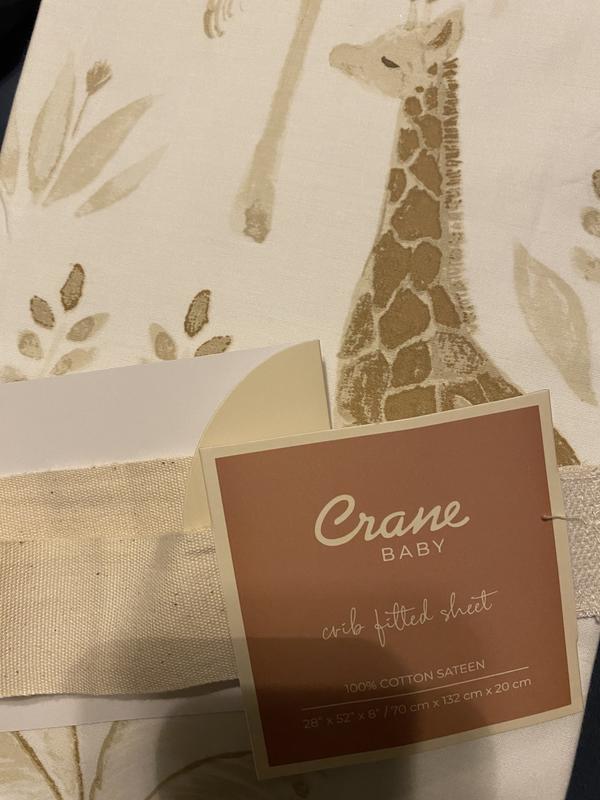 Crane
BABY
crib fitted sheet
100% COTTON SATEEN
28" x 52" x 8" / 70 cm x 132 cm x 20 cm